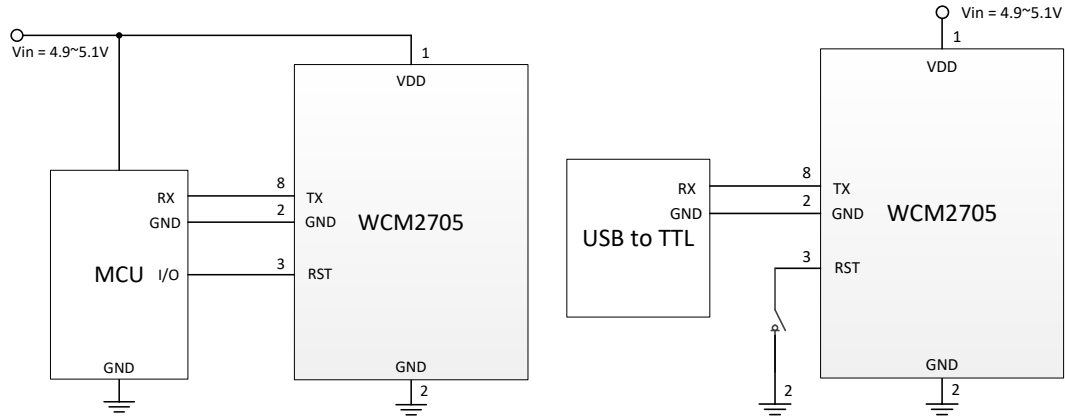 Vin = 4.9~5.1V
1
VDD
RX
8
TX
GND
2
GND
WCM2705
MCU
I/O
3
RST
GND
GND
2
Vin = 4.9~5.1V
1
VDD
RX
8
TX
GND
2
GND
WCM2705
USB to TTL
3
RST
2
GND
2